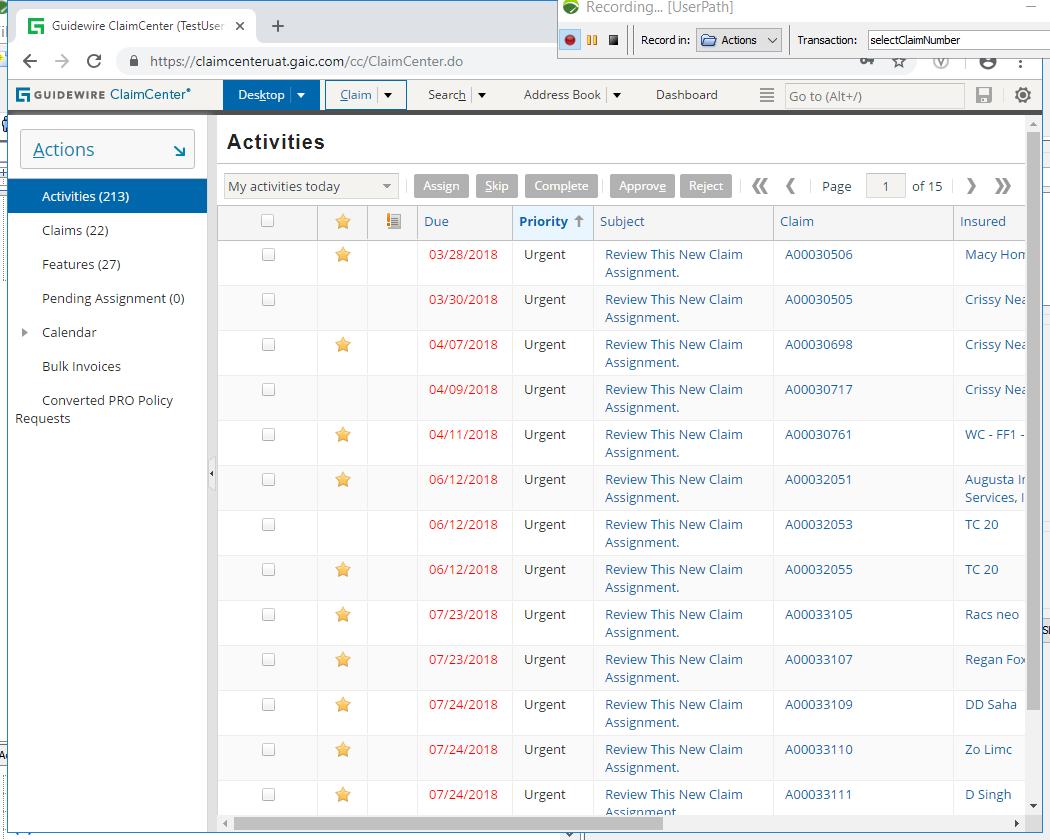 Recording... [UserPath]
Guidewire ClaimCenter (TestUser
Record in: Actions Transaction: selectClaimNumber
https://claimcenteruat.gaic.com/cc/ClaimCenter.do
GUIDEWIRE ClaimCenter Desktop Claim Search Address Book Dashboard Go to (Alt+/)
Actions
Activities (213)
Claims (22)
Features (27)
Pending Assignment (0)
Calendar
Bulk Invoices
Converted PRO Policy
Requests
Activities
My activities today Assign Skip Complete Approve Reject Page 1 of 15
Due Priority Subject Claim Insured
03/28/2018 Urgent Review This New Claim A00030506 Macy Hom
Assignment.
03/30/2018 Urgent Review This New Claim A00030505 Crissy Nea
Assignment.
04/07/2018 Urgent Review This New Claim A00030698 Crissy Nea
Assignment.
04/09/2018 Urgent Review This New Claim A00030717 Crissy Nea
Assignment.
04/11/2018 Urgent Review This New Claim A00030761 WC - FF1 -
Assignment.
06/12/2018 Urgent Review This New Claim A00032051 Augusta In
Assignment. Services, I
06/12/2018 Urgent Review This New Claim A00032053 TC 20
Assignment.
06/12/2018 Urgent Review This New Claim A00032055 TC 20
Assignment.
07/23/2018 Urgent Review This New Claim A00033105 Racs neo
Assignment.
07/23/2018 Urgent Review This New Claim A00033107 Regan Fox
Assignment.
07/24/2018 Urgent Review This New Claim A00033109 DD Saha
Assignment.
07/24/2018 Urgent Review This New Claim A00033110 Zo Limc
Assignment.
07/24/2018 Urgent Review This New Claim A00033111 D Singh
Assignment